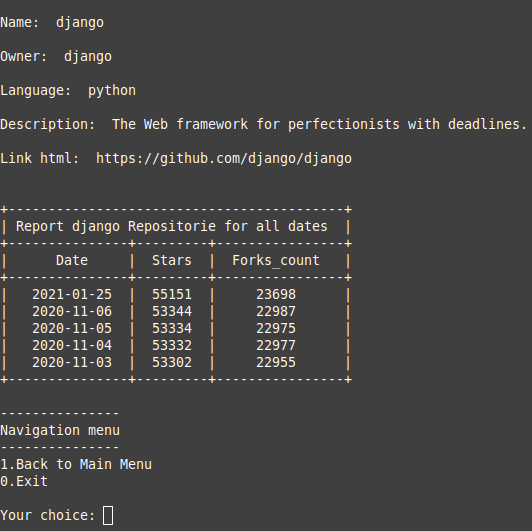 Name:  django
Owner:  django
Language:  python
Description:  The Web framework for perfectionists with deadlines.
Link html:  https://github.com/django/django
+------------------------------------------+
| Report django Repositorie for all dates  |
+---------------+---------+----------------+
|      Date     |  Stars  |  Forks_count   |
+---------------+---------+----------------+
|   2021-01-25  |  55151  |     23698      |
|   2020-11-06  |  53344  |     22987      |
|   2020-11-05  |  53334  |     22975      |
|   2020-11-04  |  53332  |     22977      |
|   2020-11-03  |  53302  |     22955      |
+---------------+---------+----------------+
---------------
Navigation menu
---------------
1.Back to Main Menu
0.Exit
Your choice: